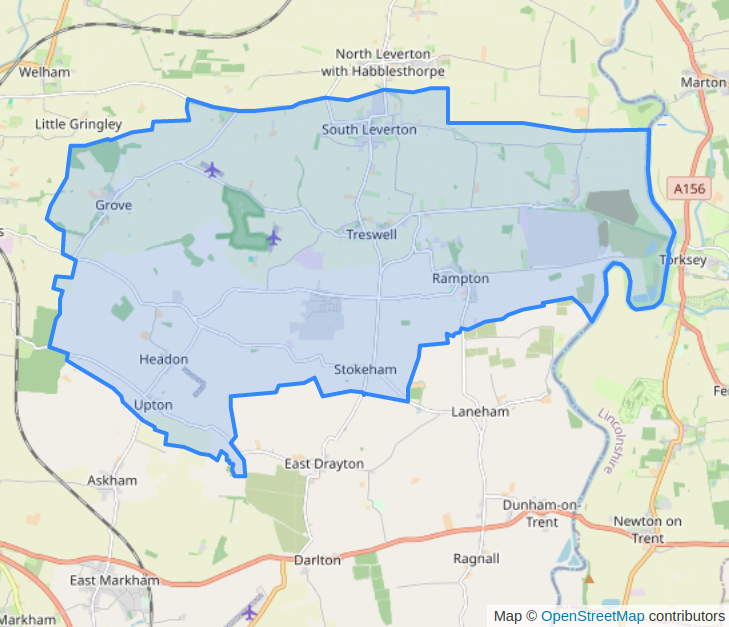 North Leverton
with Habblesthorpe
Welham
Marton
Little Gringley
South Leverton
A156
Grove
s
Treswell
Torksey
Rampton
Headon
Stokeham
Fe
Upton
Laneham
Lincolnshire
East Drayton
Askham
Dunham-on-
Trent
Newton on
Trent
Darlton
Ragnall
East Markham
Markham
Map © OpenStreetMap contributors